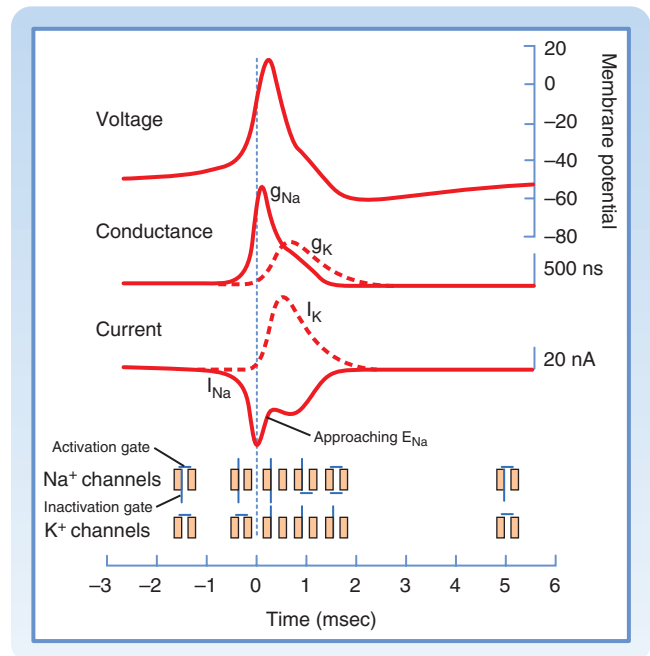 20
0
–20
–40
–60
–80
Membrane potential
Voltage
gNa
Conductance
gK
500 ns
Current
IK
20 nA
INa
Approaching ENa
Activation gate
Na+ channels
Inactivation gate
K+ channels
–3 –2 –1 0 1 2 3 4 5 6
Time (msec)